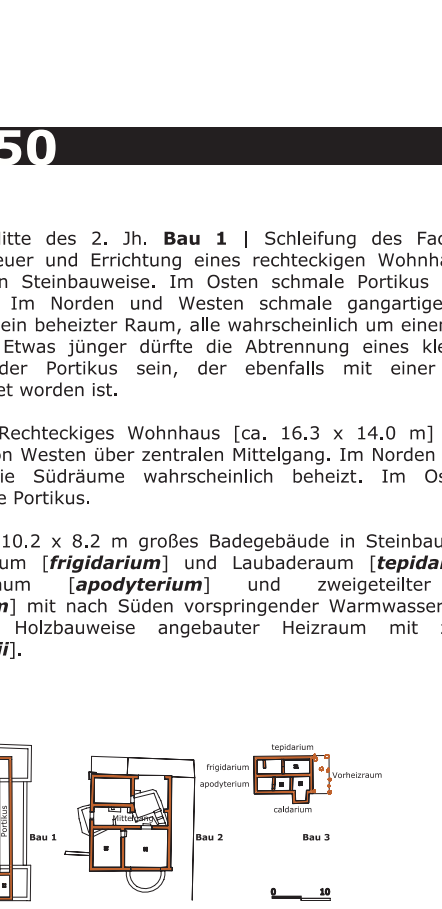 50
litte des 2. Jh. Bau 1 | Schleifung des Fac
euer und Errichtung eines rechteckigen Wohnha
n Steinbauweise. Im Osten schmale Portikus
. Im Norden und Westen schmale gangartige
ein beheizter Raum, alle wahrscheinlich um einer
Etwas jünger dürfte die Abtrennung eines kle
der Portikus sein, der ebenfalls mit einer
et worden ist.
Rechteckiges Wohnhaus [ca. 16.3 x 14.0 m]
on Westen über zentralen Mittelgang. Im Norden
ie Südräume wahrscheinlich beheizt. Im Os
e Portikus.
10.2 x 8.2 m großes Badegebäude in Steinbau
um [frigidarium] und Laubaderaum [tepida
aum [apodyterium] und zweigeteilter
m] mit nach Süden vorspringender Warmwasser
Holzbauweise angebauter Heizraum mit
ii].
tepidarium
frigidarium
Vorheizraum
apodyterium
caldarium
Portikus
Mittelgang
Bau 1
Bau 2
Bau 3
0 10